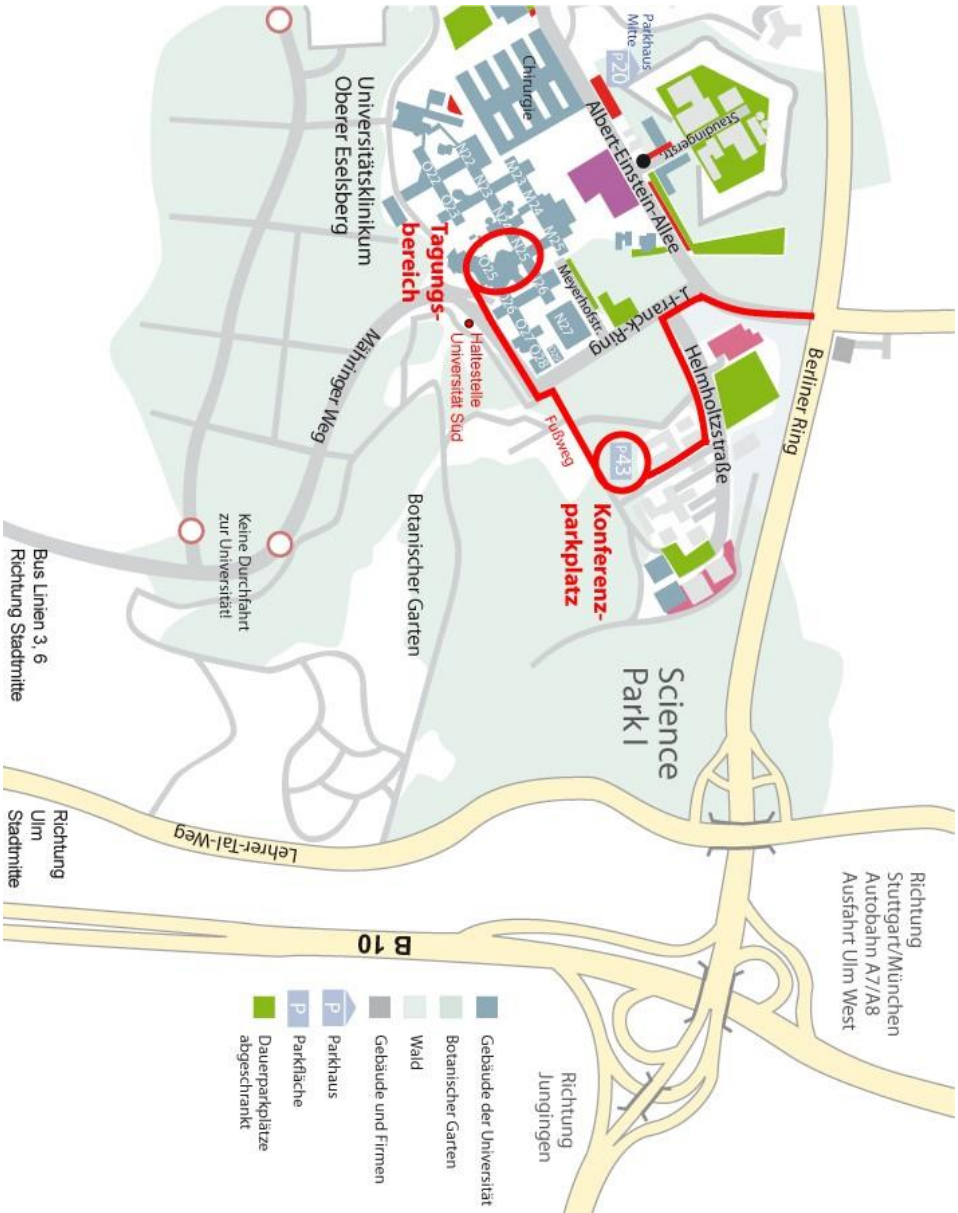 Richtung
Stuttgart/München
Autobahn A7/A8
Ausfahrt Ulm West
Berliner Ring
Parkhaus
Mitte
P20
Staudingerstr.
Albert-Einstein-Allee
Chirurgie
J.-Franck-Ring
Helmholtzstraße
Science
Park I
Meyerhofstr.
M23
M24
M25
N22
N23
N25
26
N27
O22
O23
O25
O26
O27
O28
P43
Konferenz-
parkplatz
Fußweg
Tagungs-
bereich
Haltestelle
Universität Süd
Universitätsklinikum
Oberer Eselsberg
Mähringer Weg
Botanischer Garten
Keine Durchfahrt
zur Universität!
Bus Linien 3, 6
Richtung Stadtmitte
Lehrer-Tal-Weg
Richtung
Ulm
Stadtmitte
B 10
Richtung
Jungingen
Gebäude der Universität
Botanischer Garten
Wald
Gebäude und Firmen
P
Parkhaus
P
Parkfläche
Dauerparkplätze
abgeschrankt